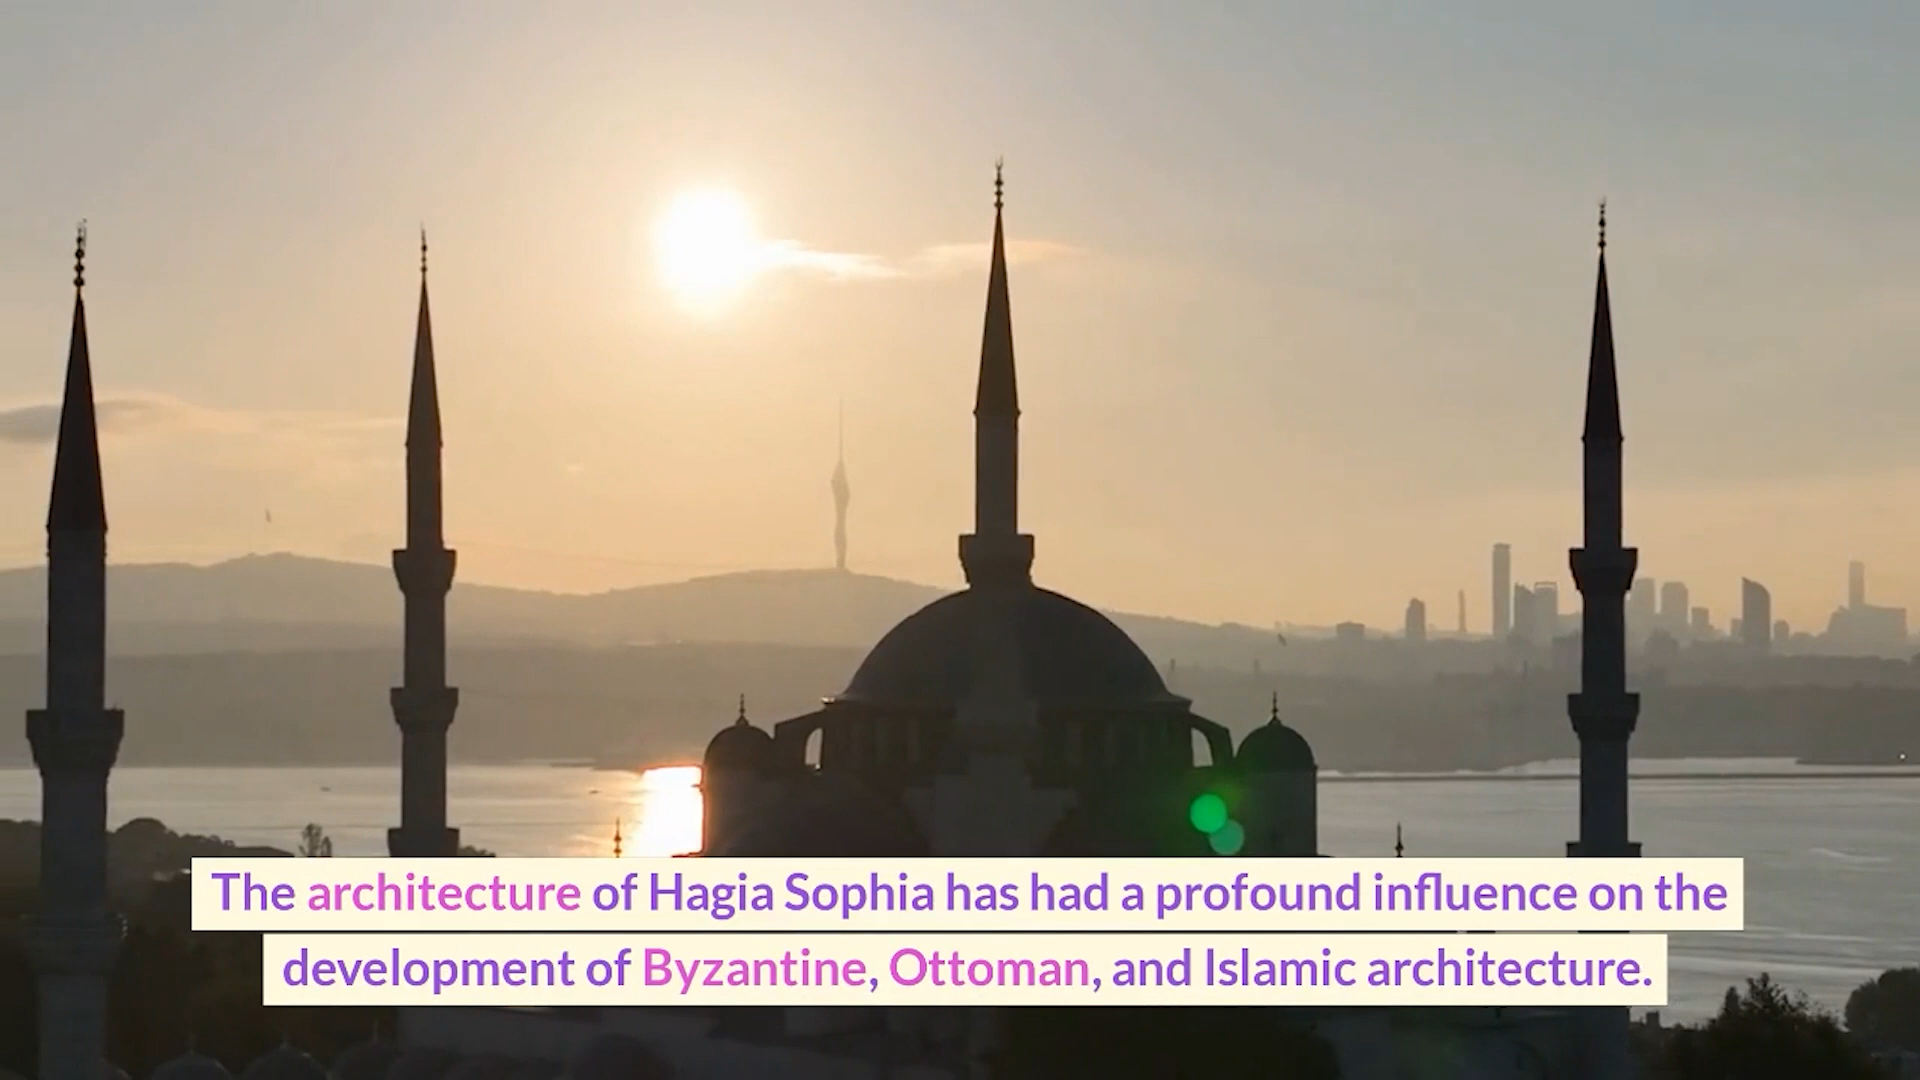 The architecture of Hagia Sophia has had a profound influence on the
development of Byzantine, Ottoman, and Islamic architecture.